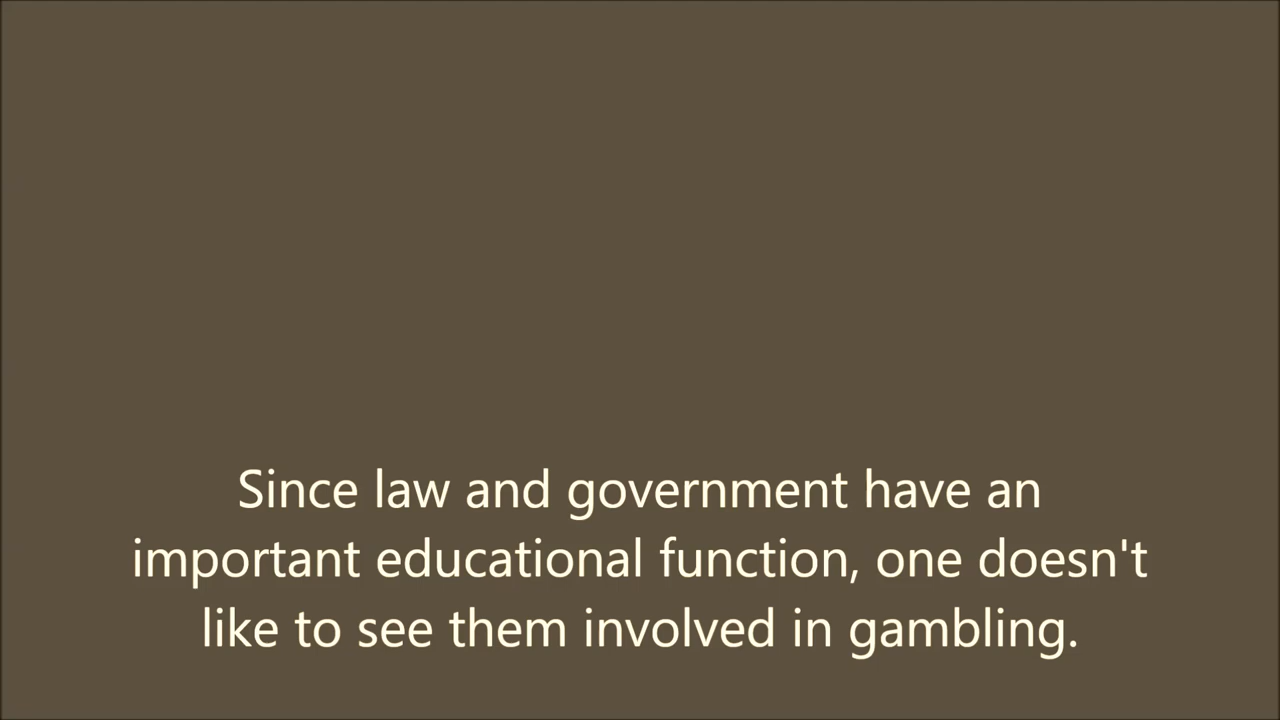 Since law and government have an
important educational function, one doesn't
like to see them involved in gambling.